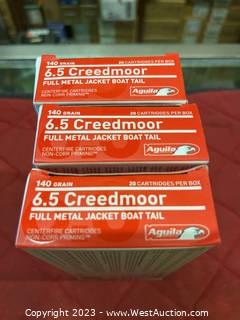 140 GRAIN 20 CARTRIDGES PER BOX
6.5 Creedmoor
FULL METAL JACKET BOAT TAIL
CENTERFIRE CARTRIDGES
NON-CORR PRIMING™
Aguila
140 GRAIN 20 CARTRIDGES PER BOX
6.5 Creedmoor
FULL METAL JACKET BOAT TAIL
CENTERFIRE CARTRIDGES
NON-CORR PRIMING™
Aguila
140 GRAIN 20 CARTRIDGES PER BOX
6.5 Creedmoor
FULL METAL JACKET BOAT TAIL
CENTERFIRE CARTRIDGES
NON-CORR PRIMING™
Aguila
Copyright 2023 - www.WestAuction.com